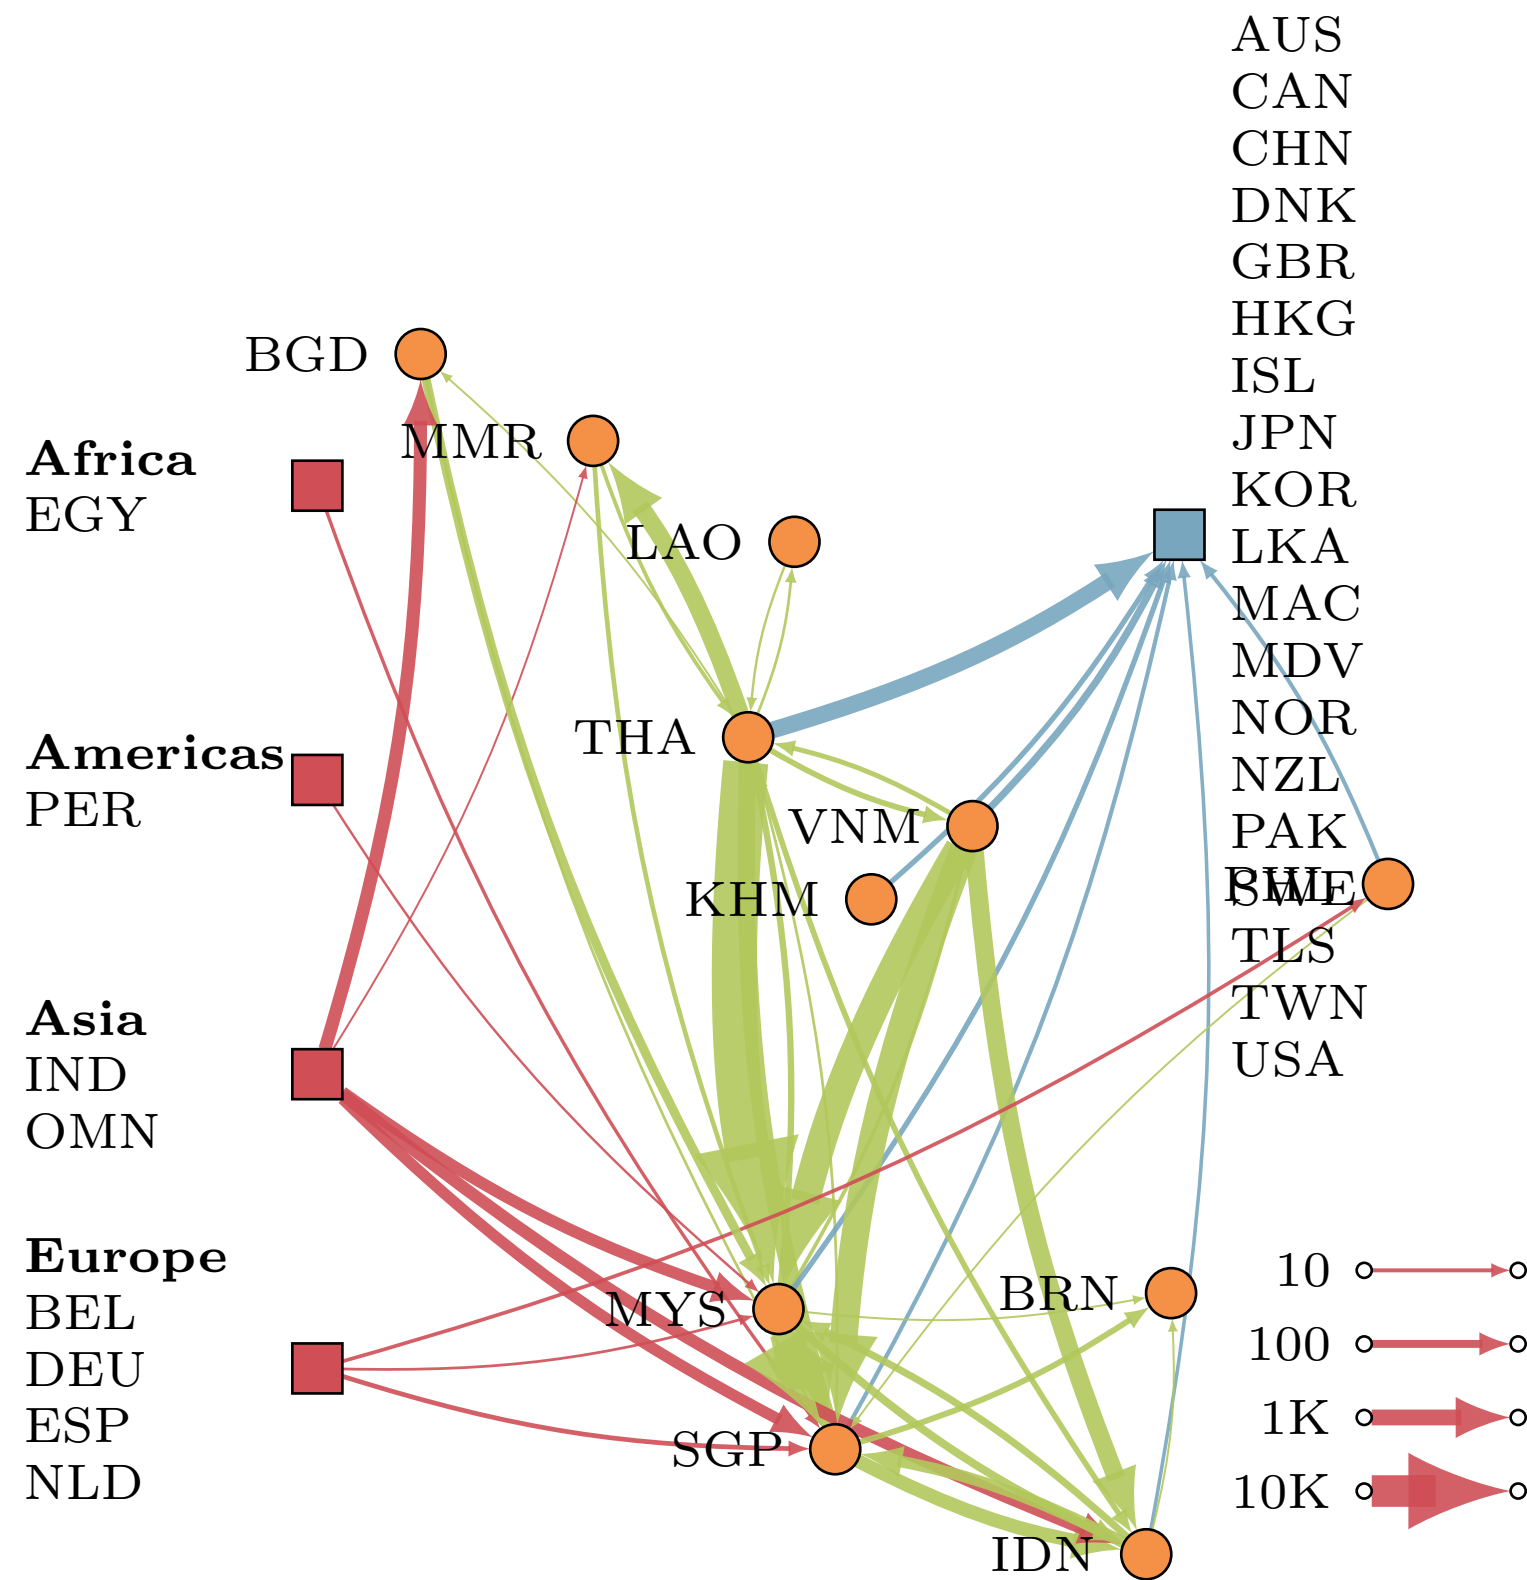 AUS
CAN
CHN
DNK
GBR
HKG
ISL
JPN
KOR
LKA
MAC
MDV
NOR
NZL
PAK
SWE
TLS
TWN
USA
BGD
MMR
LAO
THA
VNM
KHM
PHL
Africa
EGY
Americas
PER
Asia
IND
OMN
Europe
BEL
DEU
ESP
NLD
MYS
BRN
SGP
IDN
10
100
1K
10K